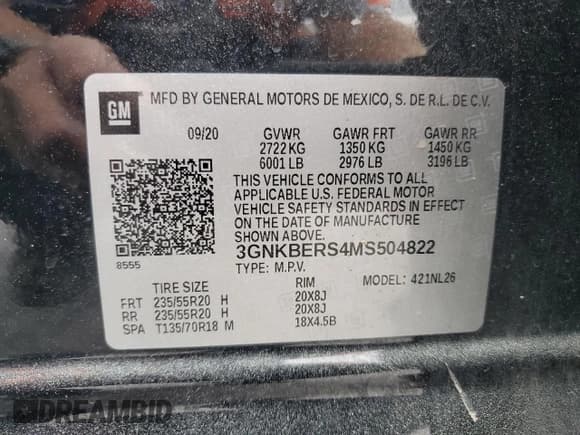 GM
MFD BY GENERAL MOTORS DE MEXICO, S. DE R.L. DE C.V.
09/20 GVWR GAWR FRT GAWR RR
2722 KG 1350 KG 1450 KG
6001 LB 2976 LB 3196 LB
THIS VEHICLE CONFORMS TO ALL
APPLICABLE U.S. FEDERAL MOTOR
VEHICLE SAFETY STANDARDS IN EFFECT
ON THE DATE OF MANUFACTURE
SHOWN ABOVE.
8555
3GNKBERS4MS504822
TYPE: M.P.V. MODEL: 421NL26
TIRE SIZE RIM
FRT 235/55R20 H 20X8J
RR 235/55R20 H 20X8J
SPA T135/70R18 M 18X4.5B
DREAMBID